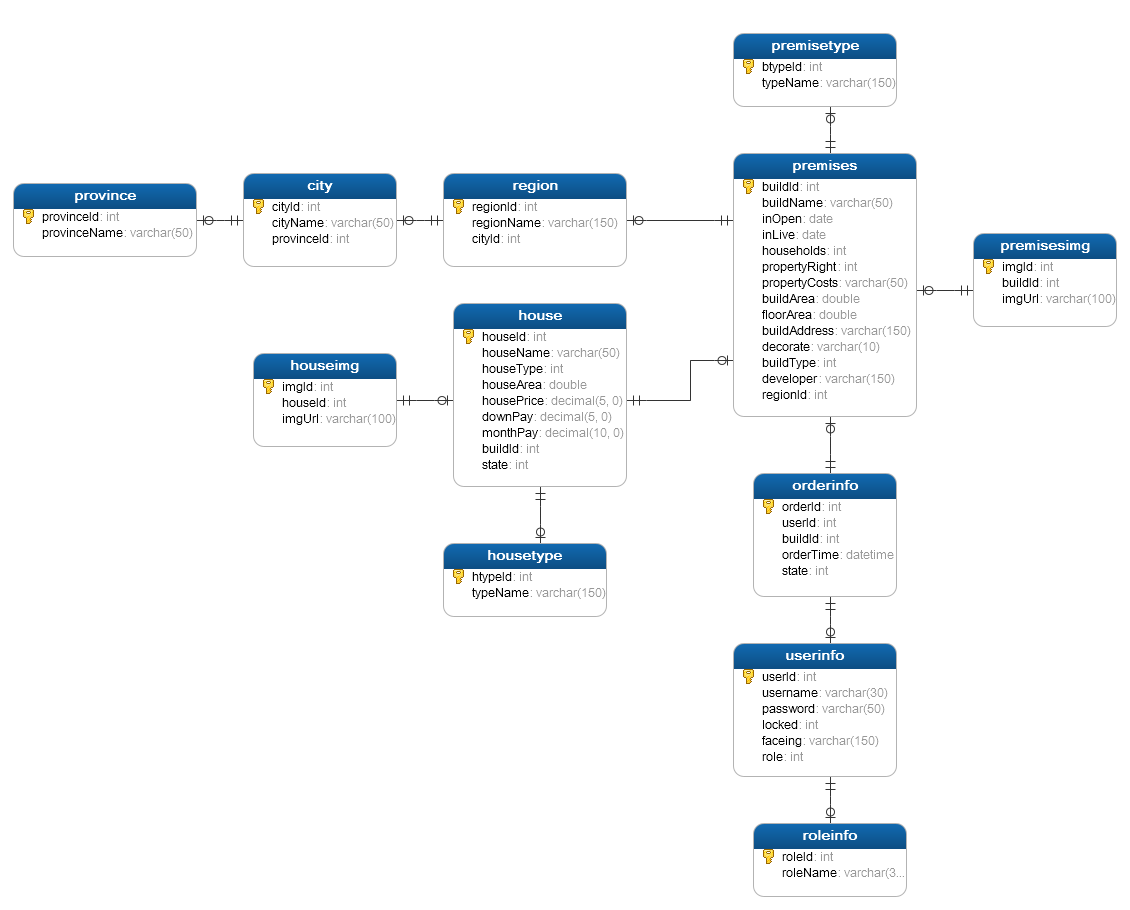 premisetype
btypeId: int
typeName: varchar(150)
province
provinceId: int
provinceName: varchar(50)
city
cityId: int
cityName: varchar(50)
provinceId: int
region
regionId: int
regionName: varchar(150)
cityId: int
premises
buildId: int
buildName: varchar(50)
inOpen: date
inLive: date
households: int
propertyRight: int
propertyCosts: varchar(50)
buildArea: double
floorArea: double
buildAddress: varchar(150)
decorate: varchar(10)
buildType: int
developer: varchar(150)
regionId: int
premisesimg
imgId: int
buildId: int
imgUrl: varchar(100)
houseimg
imgId: int
houseId: int
imgUrl: varchar(100)
house
houseId: int
houseName: varchar(50)
houseType: int
houseArea: double
housePrice: decimal(5, 0)
downPay: decimal(5, 0)
monthPay: decimal(10, 0)
buildId: int
state: int
housetype
htypeId: int
typeName: varchar(150)
orderinfo
orderId: int
userId: int
buildId: int
orderTime: datetime
state: int
userinfo
userId: int
username: varchar(30)
password: varchar(50)
locked: int
faceing: varchar(150)
role: int
roleinfo
roleId: int
roleName: varchar(3...